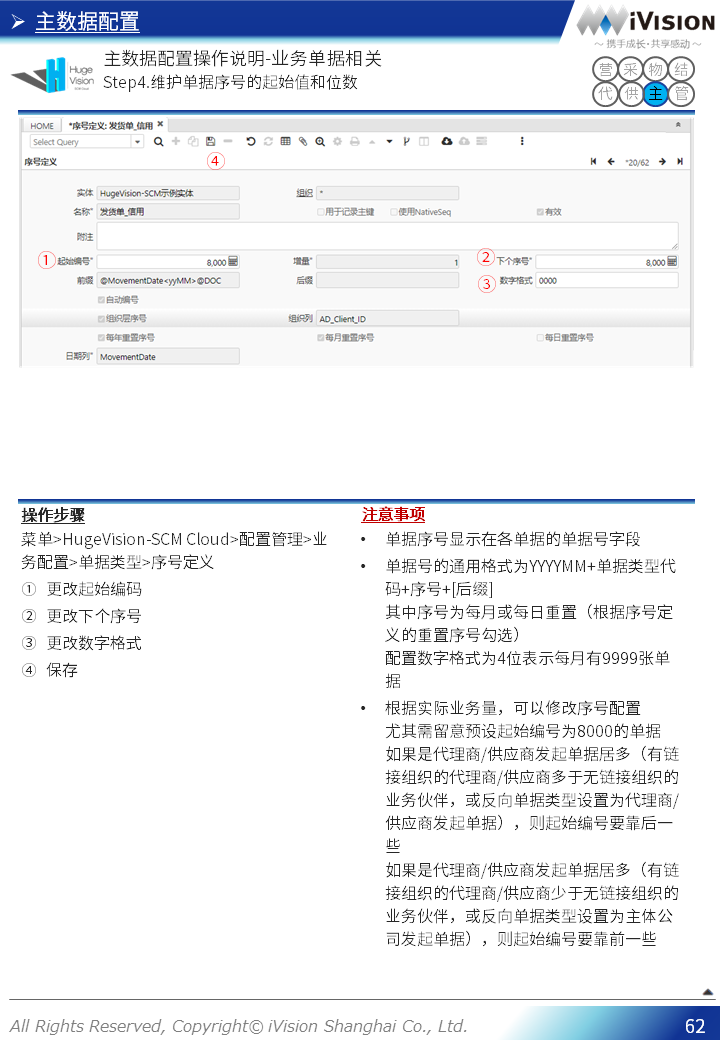 主数据配置
iVISION
～ 携手成长·共享感动 ～
Huge
Vision
主数据配置操作说明-业务单据相关
Step4.维护单据序号的起始值和位数
营 采 物 结
代 供 主 管
HOME *序号定义: 发货单_信用
Select Query
④
序号定义 *20/62
实体 HugeVision-SCM示例实体 组织 *
名称* 发货单_信用 用于记录主键 使用NativeSeq 有效
附注
① 起始编号* 8,000 增量* 1 ② 下个序号* 8,000
前缀 @MovementDate<yyMM>@DOC 后缀 ③ 数字格式 0000
自动编号
组织层序号 组织列 AD_Client_ID
每年重置序号 每月重置序号 每日重置序号
日期列* MovementDate
操作步骤
菜单>HugeVision-SCM Cloud>配置管理>业
务配置>单据类型>序号定义
① 更改起始编码
② 更改下个序号
③ 更改数字格式
④ 保存
注意事项
• 单据序号显示在各单据的单据号字段
• 单据号的通用格式为YYYYMM+单据类型代
码+序号+[后缀]
其中序号为每月或每日重置（根据序号定
义的重置序号勾选）
配置数字格式为4位表示每月有9999张单
据
• 根据实际业务量，可以修改序号配置
尤其需留意预设起始编号为8000的单据
如果是代理商/供应商发起单据居多（有链
接组织的代理商/供应商多于无链接组织的
业务伙伴，或反向单据类型设置为代理商/
供应商发起单据），则起始编号要靠后一
些
如果是代理商/供应商发起单据居多（有链
接组织的代理商/供应商少于无链接组织的
业务伙伴，或反向单据类型设置为主体公
司发起单据），则起始编号要靠前一些
All Rights Reserved, Copyright© iVision Shanghai Co., Ltd.
62